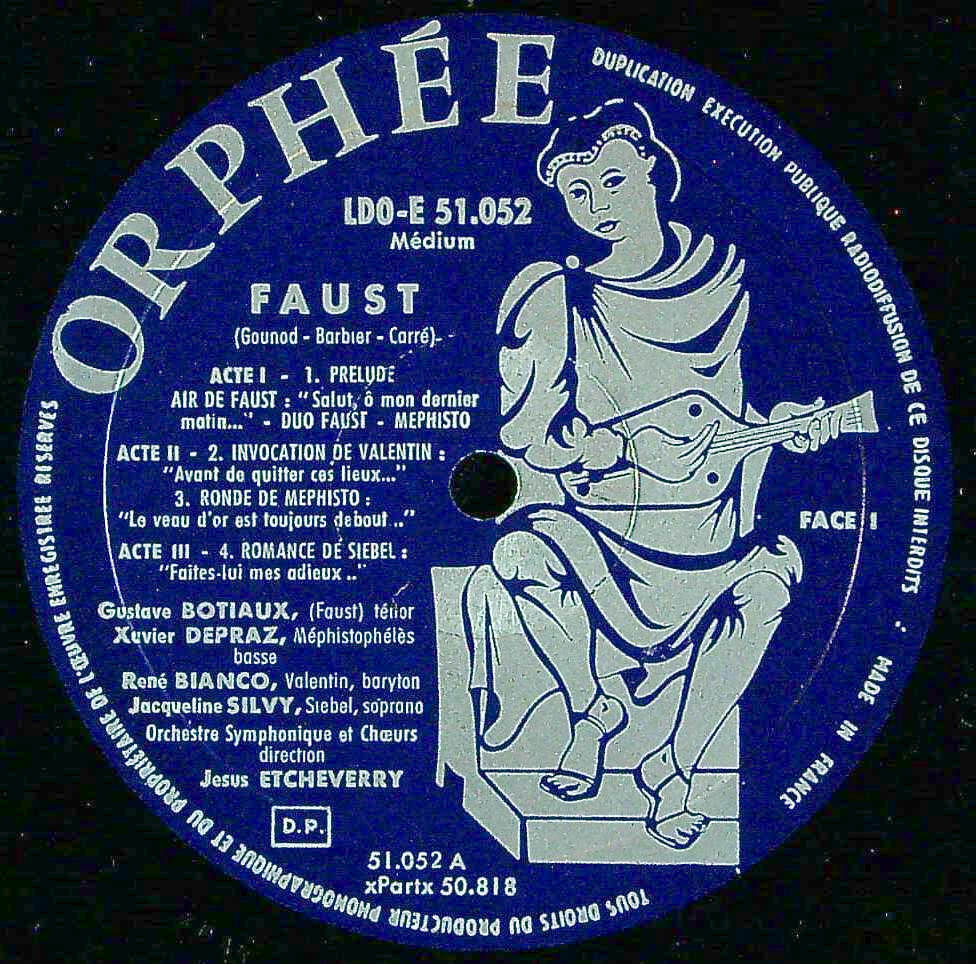 ORPHÉE
LDO-E 51.052
Médium
FAUST
(Gounod - Barbier - Carré)
ACTE I - 1. PRELUDE
AIR DE FAUST : "Salut, ô mon dernier
matin..." - DUO FAUST - MEPHISTO
ACTE II - 2. INVOCATION DE VALENTIN :
"Avant de quitter ces lieux..."
3. RONDE DE MEPHISTO :
"Le veau d'or est toujours debout .."
ACTE III - 4. ROMANCE DE SIEBEL :
"Faites-lui mes adieux .."
FACE 1
Gustave BOTIAUX, (Faust) ténor
Xavier DEPRAZ, Méphistophélès
basse
René BIANCO, Valentin, baryton
Jacqueline SILVY, Siebel, soprano
Orchestre Symphonique et Chœurs
direction
Jesus ETCHEVERRY
D.P.
51.052 A
xPartx 50.818
TOUS DROITS DU PRODUCTEUR PHONOGRAPHIQUE ET DU PROPRIÉTAIRE DE L'ŒUVRE ENREGISREE RESERVES
DUPLICATION EXECUTION PUBLIQUE RADIODIFFUSION DE CE DISQUE INTERDITS : MADE IN FRANCE